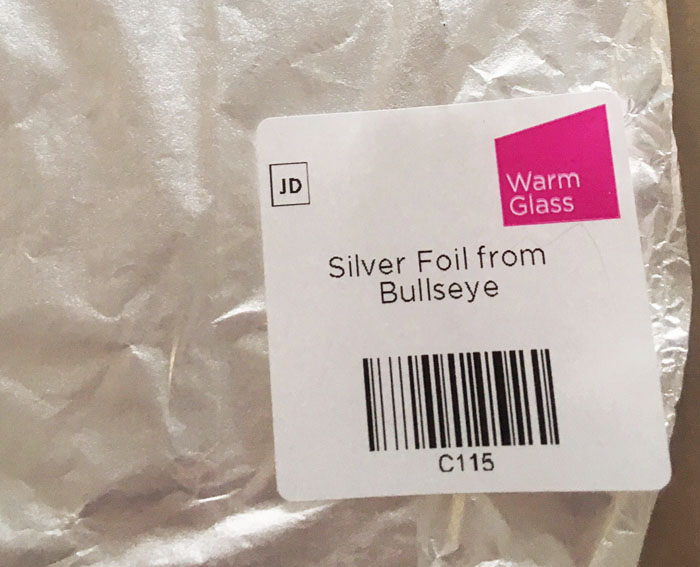 JD
Warm
Glass
Silver Foil from
Bullseye
C115